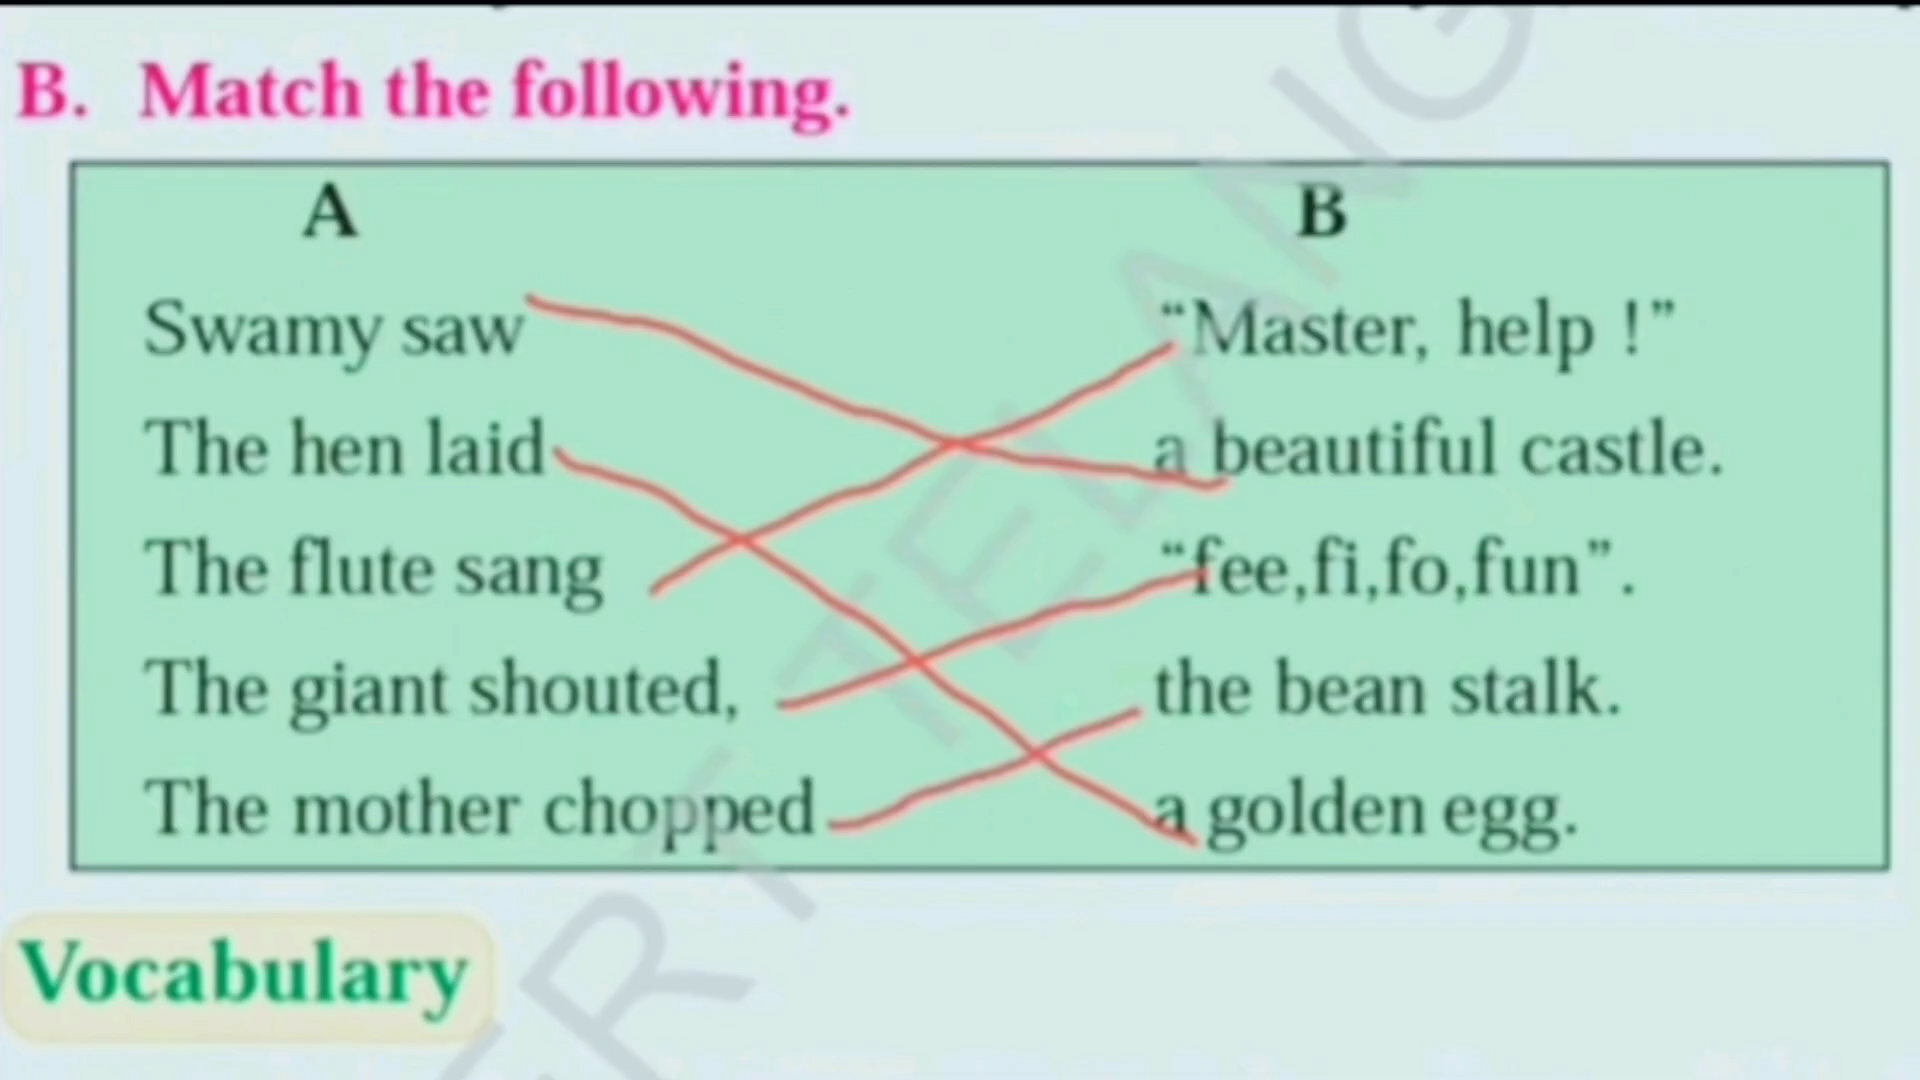 B. Match the following.
A B
Swamy saw "Master, help !"
The hen laid a beautiful castle.
The flute sang "fee,fi,fo,fun".
The giant shouted, the bean stalk.
The mother chopped a golden egg.
Vocabulary